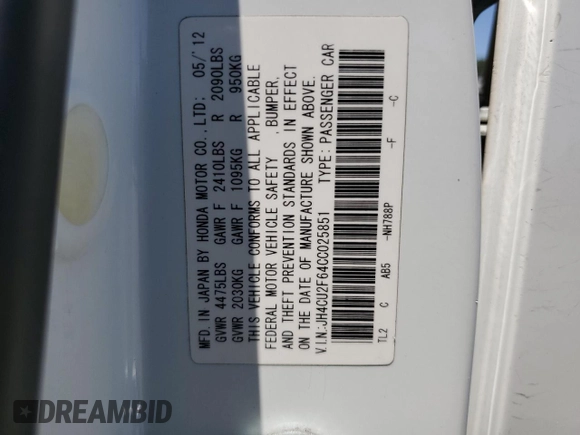 MFD. IN JAPAN BY HONDA MOTOR CO., LTD: 05/'12
GVWR 4475LBS GAWR F 2410LBS R 2090LBS
GVWR 2030KG GAWR F 1095KG R 950KG
THIS VEHICLE CONFORMS TO ALL APPLICABLE
FEDERAL MOTOR VEHICLE SAFETY ,BUMPER,
AND THEFT PREVENTION STANDARDS IN EFFECT
ON THE DATE OF MANUFACTURE SHOWN ABOVE.
V.I.N.:JH4CU2F64CC025851 TYPE: PASSENGER CAR
TL2 C AB5 -NH788P -F -C
DREAMBID